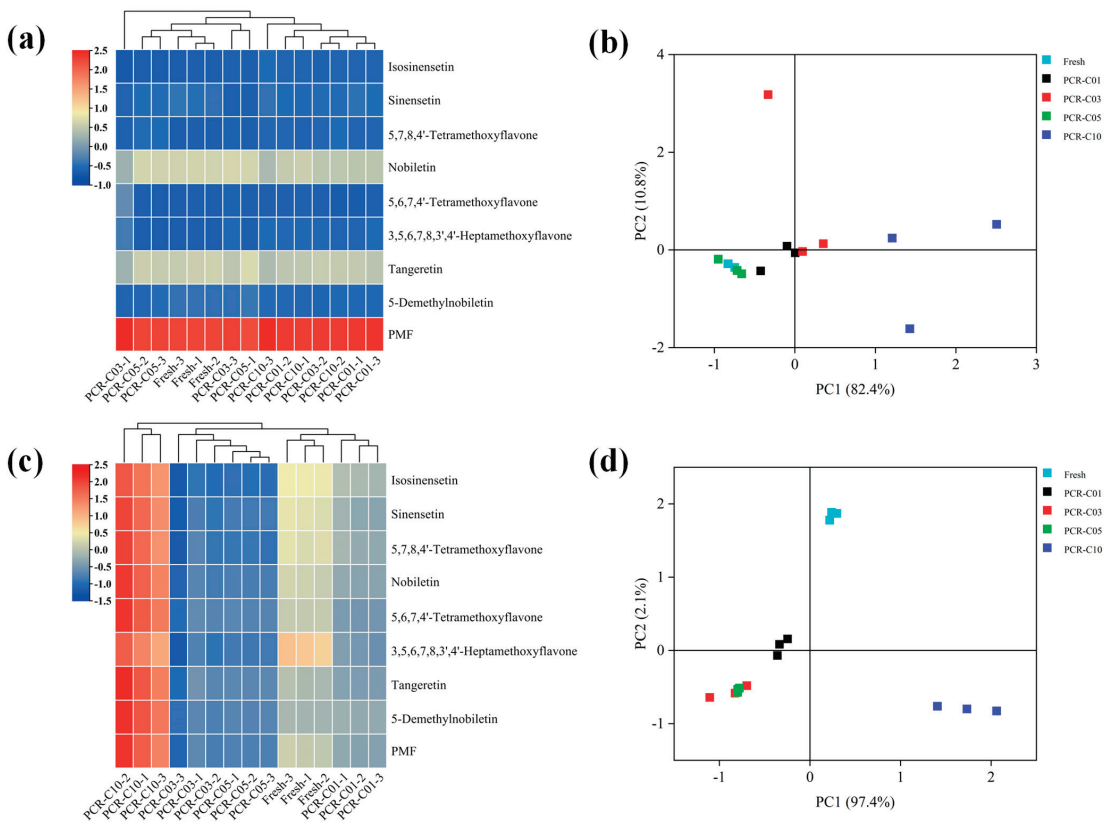 (a)
2.5
2.0
1.5
1.0
0.5
0.0
-0.5
-1.0
Isosinensetin
Sinensetin
5,7,8,4'-Tetramethoxyflavone
Nobiletin
5,6,7,4'-Tetramethoxyflavone
3,5,6,7,8,3',4'-Heptamethoxyflavone
Tangeretin
5-Demethylnobiletin
PMF
PCR-C03-1
PCR-C05-2
PCR-C05-3
Fresh-3
Fresh-1
Fresh-2
PCR-C03-3
PCR-C05-1
PCR-C10-3
PCR-C01-2
PCR-C10-1
PCR-C03-2
PCR-C10-2
PCR-C01-1
PCR-C01-3
(b)
4
2
0
-2
PC2 (10.8%)
-1
0
1
2
3
PC1 (82.4%)
Fresh
PCR-C01
PCR-C03
PCR-C05
PCR-C10
(c)
2.5
2.0
1.5
1.0
0.5
0.0
-0.5
-1.0
-1.5
Isosinensetin
Sinensetin
5,7,8,4'-Tetramethoxyflavone
Nobiletin
5,6,7,4'-Tetramethoxyflavone
3,5,6,7,8,3',4'-Heptamethoxyflavone
Tangeretin
5-Demethylnobiletin
PMF
PCR-C10-2
PCR-C10-1
PCR-C10-3
PCR-C03-3
PCR-C03-1
PCR-C03-2
PCR-C05-1
PCR-C05-2
PCR-C05-3
Fresh-3
Fresh-1
Fresh-2
PCR-C01-1
PCR-C01-2
PCR-C01-3
(d)
2
1
0
-1
PC2 (2.1%)
-1
0
1
2
PC1 (97.4%)
Fresh
PCR-C01
PCR-C03
PCR-C05
PCR-C10